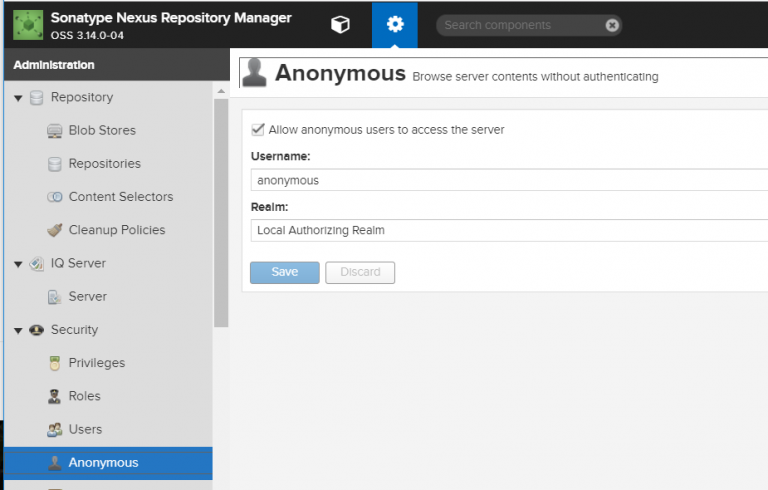 Sonatype Nexus Repository Manager
OSS 3.14.0-04
Search components
Administration
Anonymous Browse server contents without authenticating
Repository
Blob Stores
Repositories
Content Selectors
Cleanup Policies
IQ Server
Server
Security
Privileges
Roles
Users
Anonymous
Allow anonymous users to access the server
Username:
anonymous
Realm:
Local Authorizing Realm
Save Discard